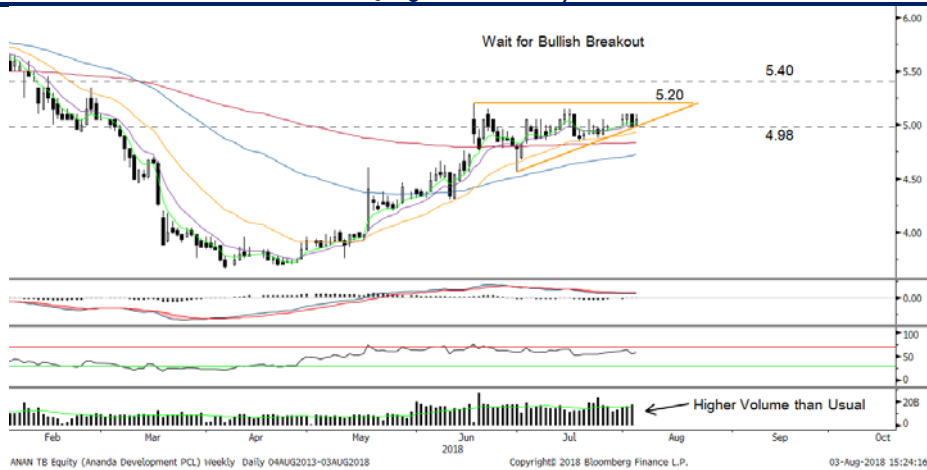 6.00
Wait for Bullish Breakout
5.40
5.50
5.20
5.00
4.98
4.50
4.00
0.00
100
50
0
20B
Higher Volume than Usual
0
Feb Mar Apr May Jun Jul Aug Sep Oct
2018
ANAN TB Equity (Ananda Development PCL) Weekly Daily 04AUG2013-03AUG2018 Copyright© 2018 Bloomberg Finance L.P. 03-Aug-2018 15:24:16